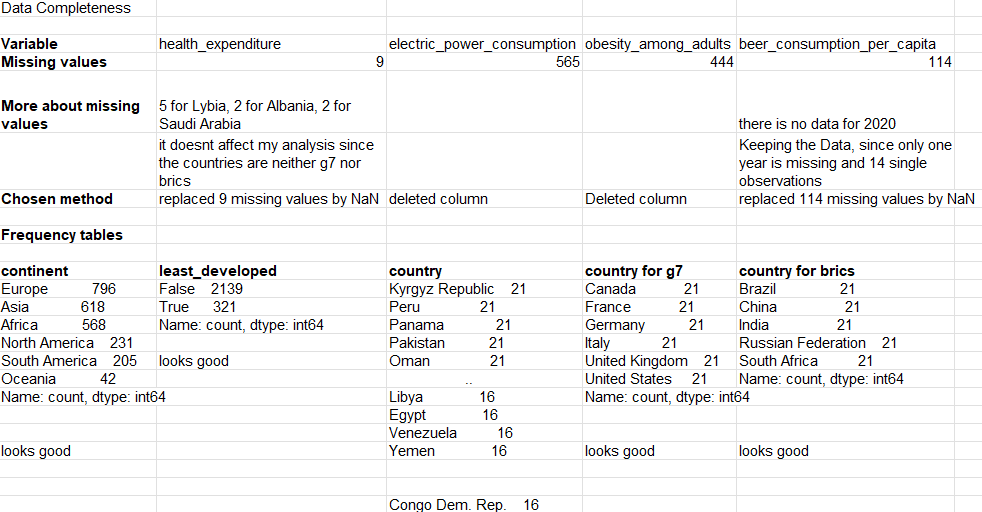 Data Completeness
Variable health_expenditure electric_power_consumption obesity_among_adults beer_consumption_per_capita
Missing values 9 565 444 114
More about missing values 5 for Lybia, 2 for Albania, 2 for Saudi Arabia there is no data for 2020
it doesnt affect my analysis since the countries are neither g7 nor brics Keeping the Data, since only one year is missing and 14 single observations
Chosen method replaced 9 missing values by NaN deleted column Deleted column replaced 114 missing values by NaN
Frequency tables
continent least_developed country country for g7 country for brics
Europe 796 False 2139 Kyrgyz Republic 21 Canada 21 Brazil 21
Asia 618 True 321 Peru 21 France 21 China 21
Africa 568 Name: count, dtype: int64 Panama 21 Germany 21 India 21
North America 231 Pakistan 21 Italy 21 Russian Federation 21
South America 205 looks good Oman 21 United Kingdom 21 South Africa 21
Oceania 42 .. United States 21 Name: count, dtype: int64
Name: count, dtype: int64 Libya 16 Name: count, dtype: int64
Egypt 16
Venezuela 16
looks good Yemen 16 looks good looks good
Congo Dem. Rep. 16